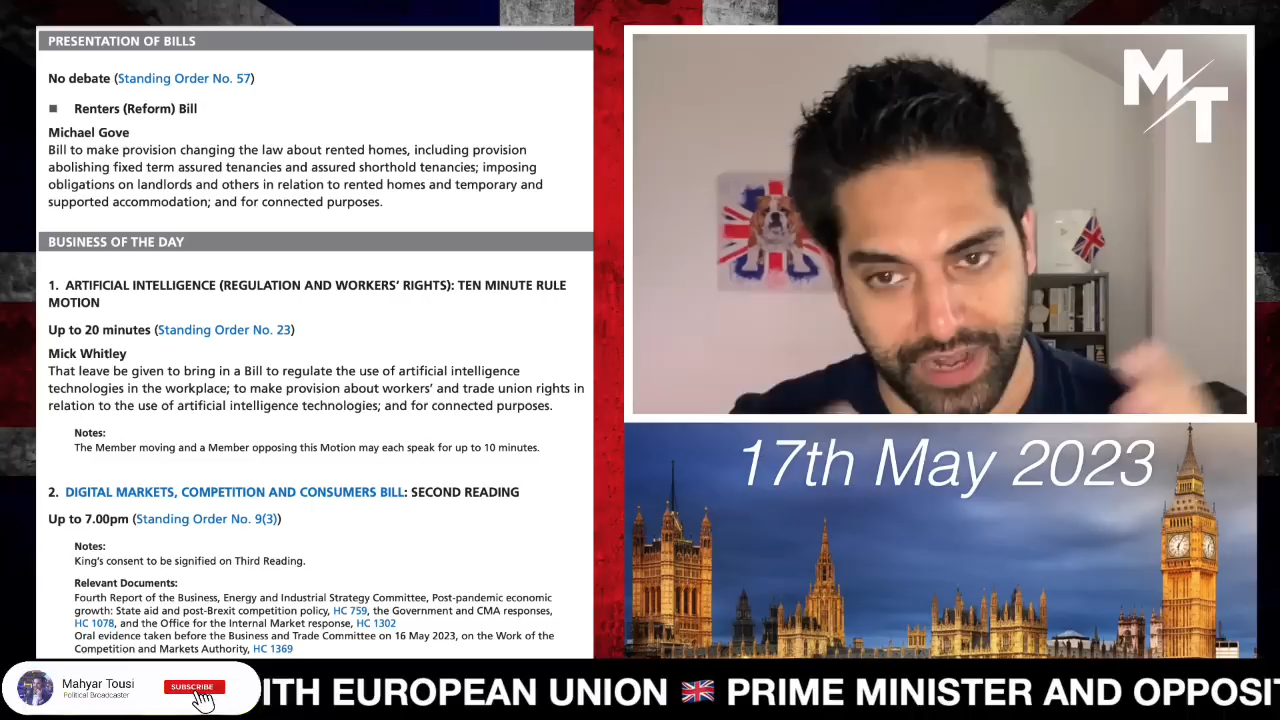 PRESENTATION OF BILLS
No debate (Standing Order No. 57)
■ Renters (Reform) Bill
Michael Gove
Bill to make provision changing the law about rented homes, including provision
abolishing fixed term assured tenancies and assured shorthold tenancies; imposing
obligations on landlords and others in relation to rented homes and temporary and
supported accommodation; and for connected purposes.
BUSINESS OF THE DAY
1. ARTIFICIAL INTELLIGENCE (REGULATION AND WORKERS' RIGHTS): TEN MINUTE RULE
MOTION
Up to 20 minutes (Standing Order No. 23)
Mick Whitley
That leave be given to bring in a Bill to regulate the use of artificial intelligence
technologies in the workplace; to make provision about workers' and trade union rights in
relation to the use of artificial intelligence technologies; and for connected purposes.
Notes:
The Member moving and a Member opposing this Motion may each speak for up to 10 minutes.
2. DIGITAL MARKETS, COMPETITION AND CONSUMERS BILL: SECOND READING
Up to 7.00pm (Standing Order No. 9(3))
Notes:
King's consent to be signified on Third Reading.
Relevant Documents:
Fourth Report of the Business, Energy and Industrial Strategy Committee, Post-pandemic economic
growth: State aid and post-Brexit competition policy, HC 759, the Government and CMA responses,
HC 1078, and the Office for the Internal Market response, HC 1302
Oral evidence taken before the Business and Trade Committee on 16 May 2023, on the Work of the
Competition and Markets Authority, HC 1369
MT
17th May 2023
Mahyar Tousi
Political Broadcaster
SUBSCRIBE
ITH EUROPEAN UNION 🇬🇧 PRIME MNISTER AND OPPOSIT